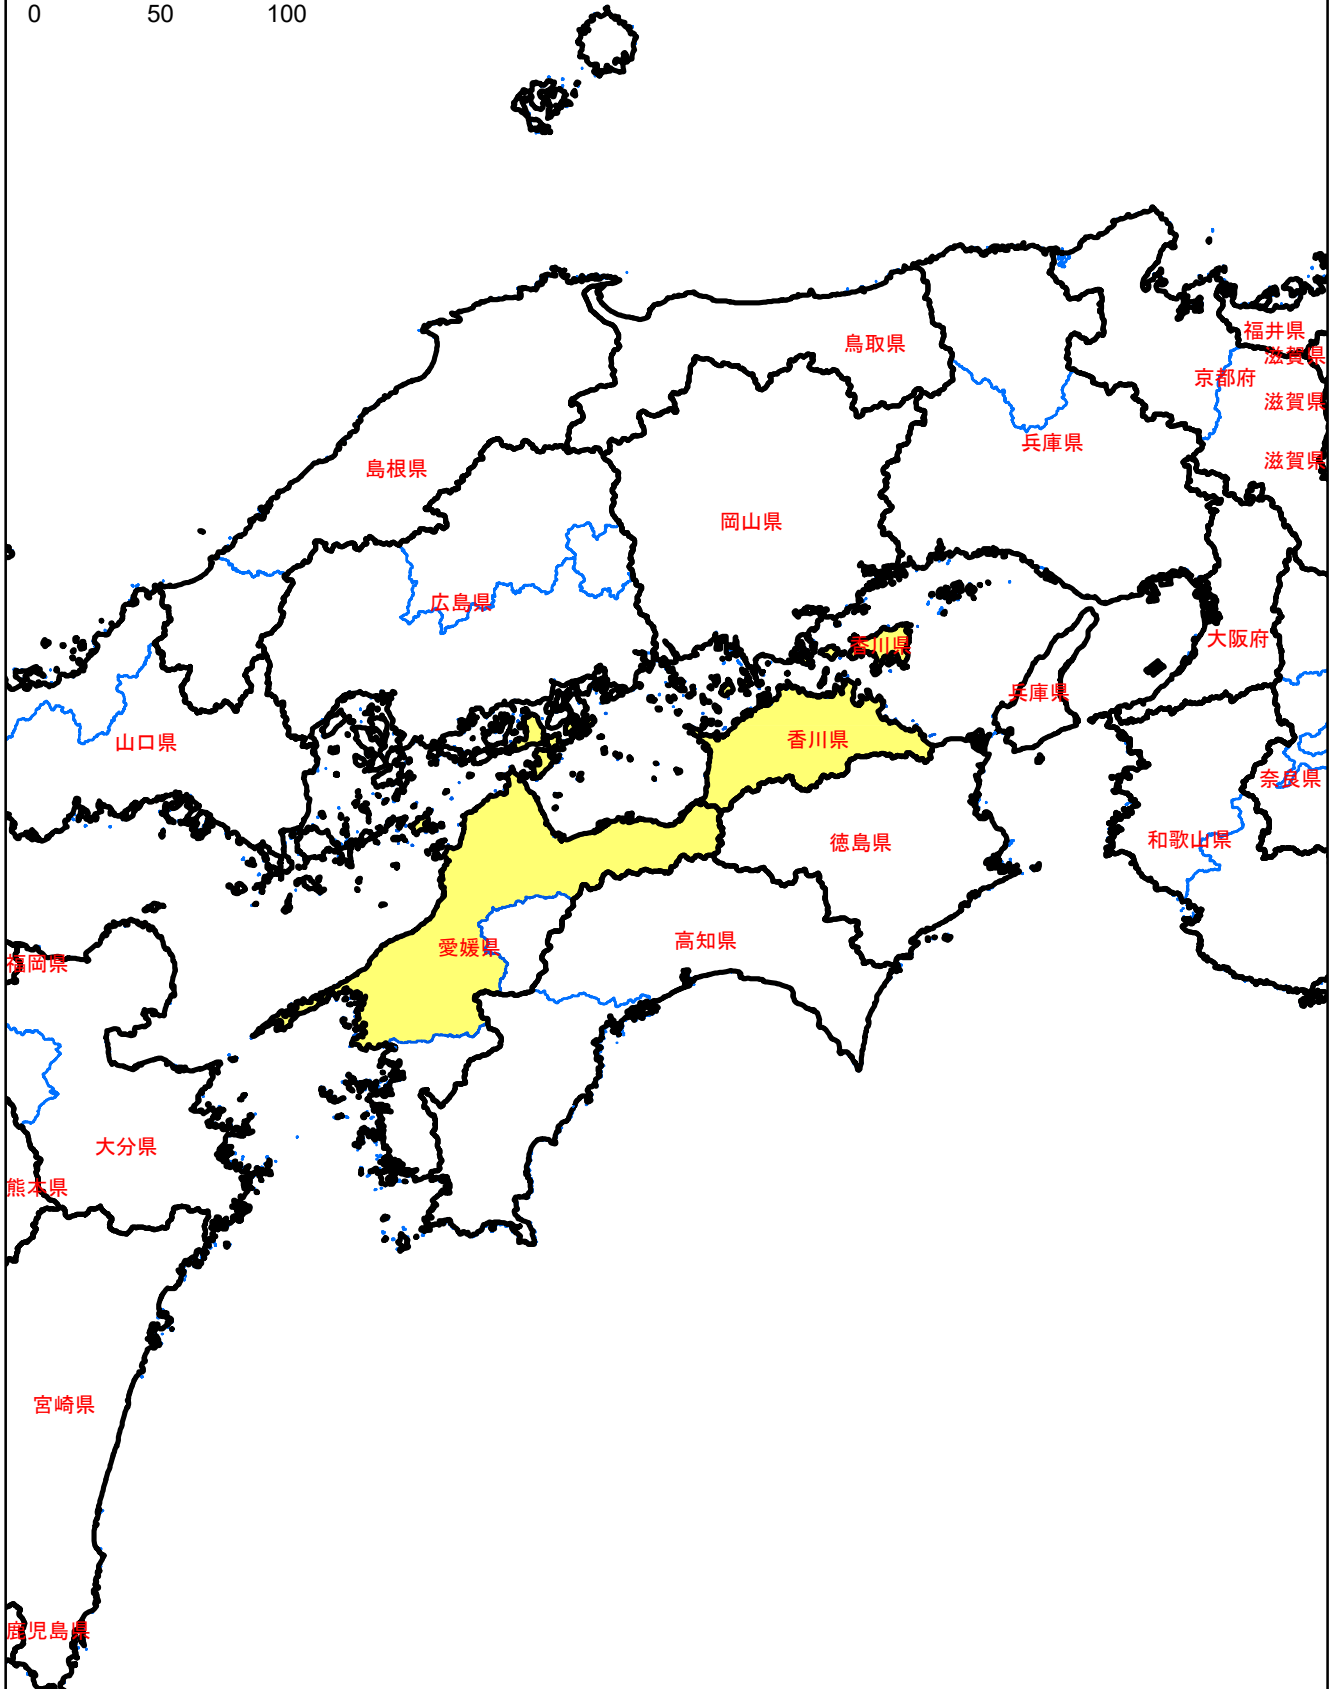 0 50 100
福井県
鳥取県
滋賀県
京都府
滋賀県
兵庫県
滋賀県
島根県
岡山県
広島県
大阪府
香川県
兵庫県
香川県
山口県
奈良県
和歌山県
徳島県
高知県
愛媛県
福岡県
大分県
熊本県
宮崎県
鹿児島県